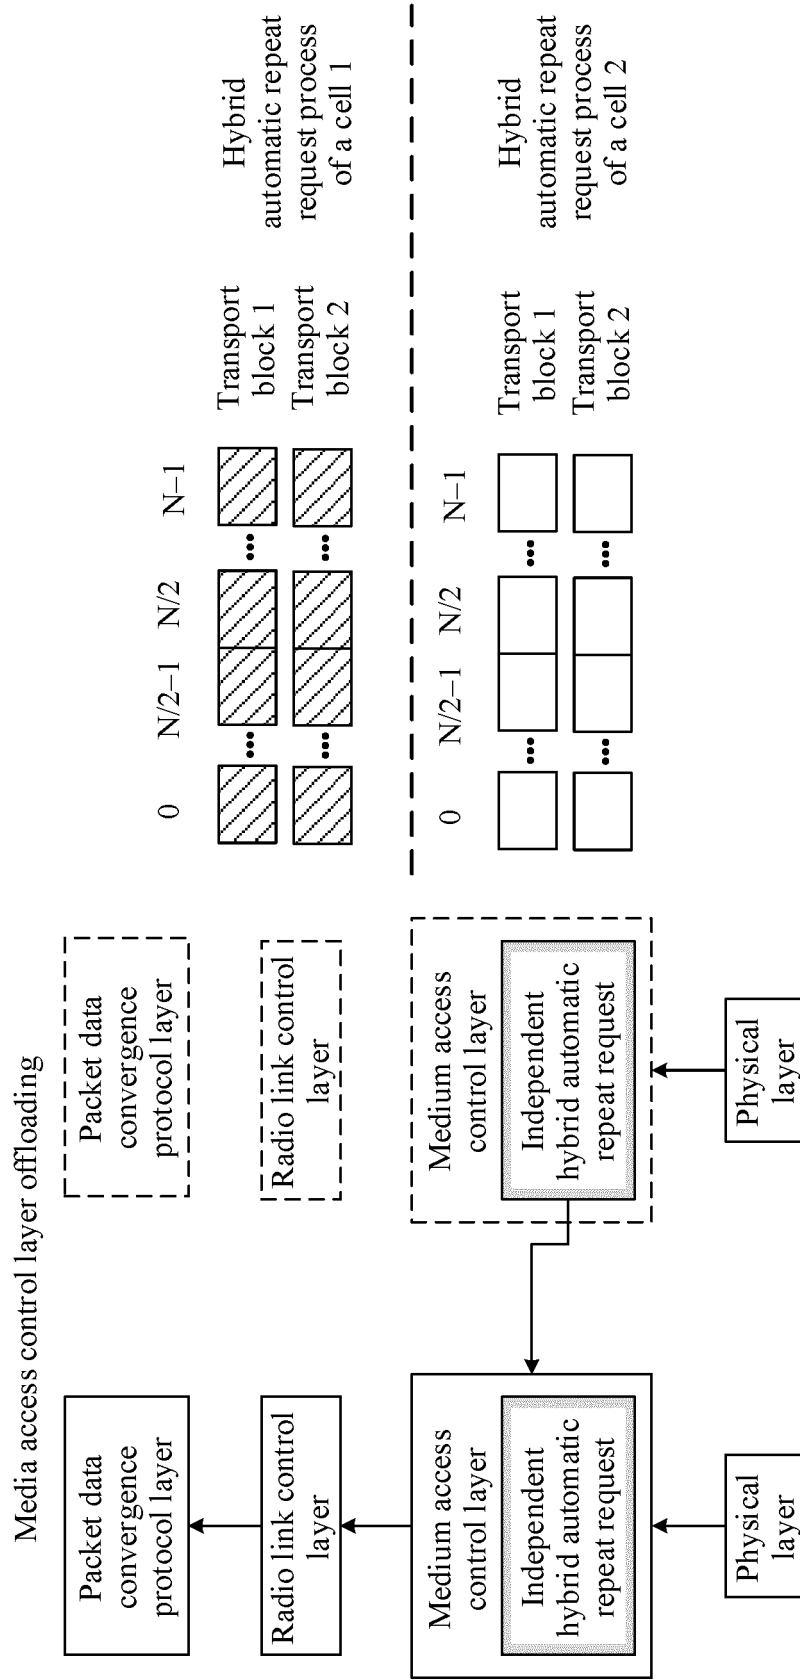 Media access control layer offloading
Packet data
convergence
protocol layer
Radio link control
layer
Medium access
control layer
Independent
hybrid automatic
repeat request
Physical
layer
Packet data
convergence
protocol layer
Radio link control
layer
Medium access
control layer
Independent
hybrid automatic
repeat request
Physical
layer
0 N/2–1 N/2 N–1
Transport
block 1
Transport
block 2
Hybrid
automatic repeat
request process
of a cell 1
0 N/2–1 N/2 N–1
Transport
block 1
Transport
block 2
Hybrid
automatic repeat
request process
of a cell 2